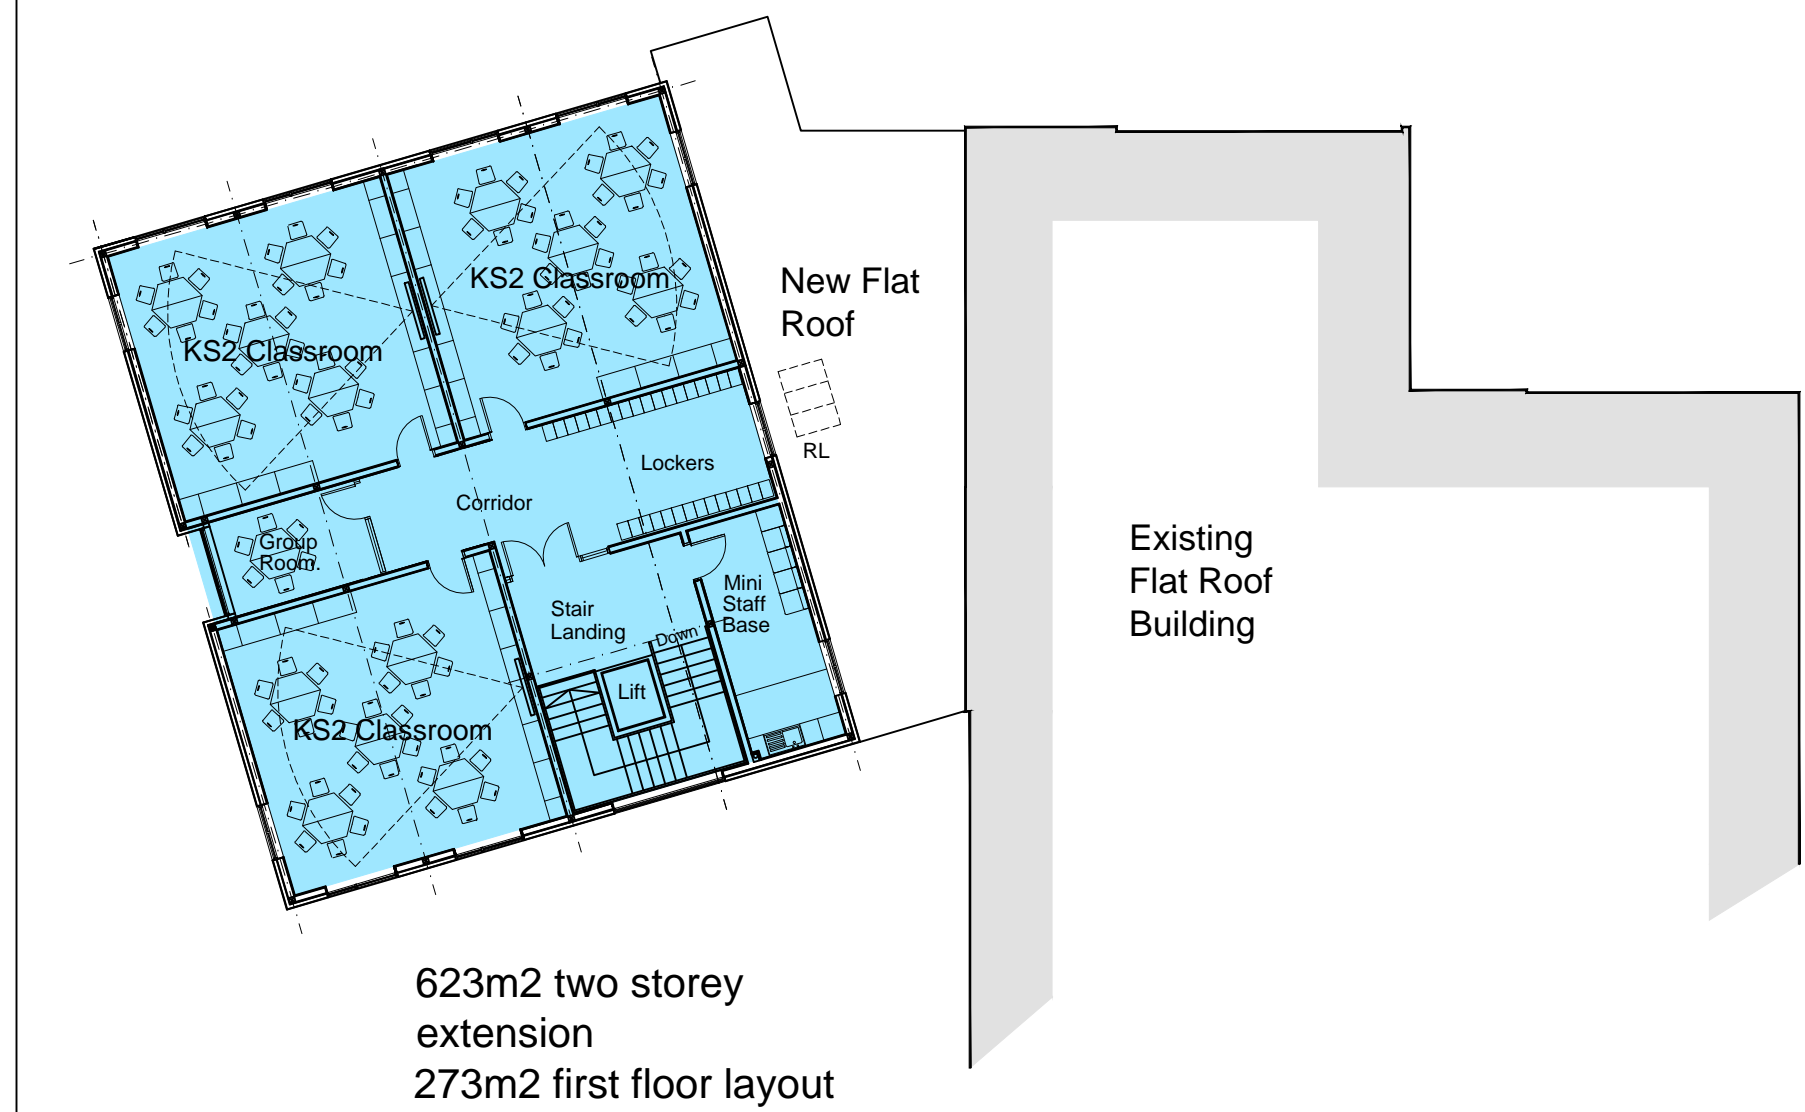 KS2 Classroom
New Flat
Roof
KS2 Classroom
RL
Lockers
Corridor
Group
Room.
Existing
Flat Roof
Building
Mini
Staff
Base
Stair
Landing
Down
Lift
KS2 Classroom
623m2 two storey
extension
273m2 first floor layout